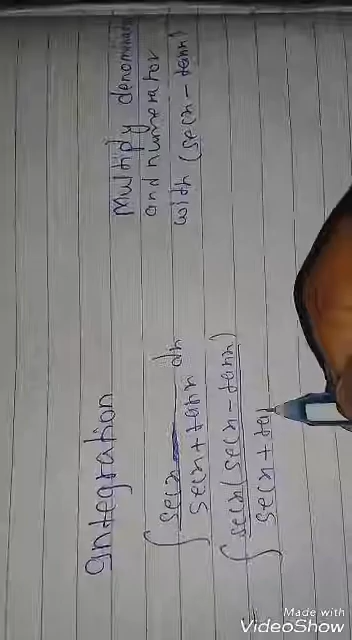 Integration
∫ secx / secx + tanx dx
∫ secx(secx - tanx) / secx + ta
Multiply denominator
and numerator
with (secx - tanx)
Made with
VideoShow